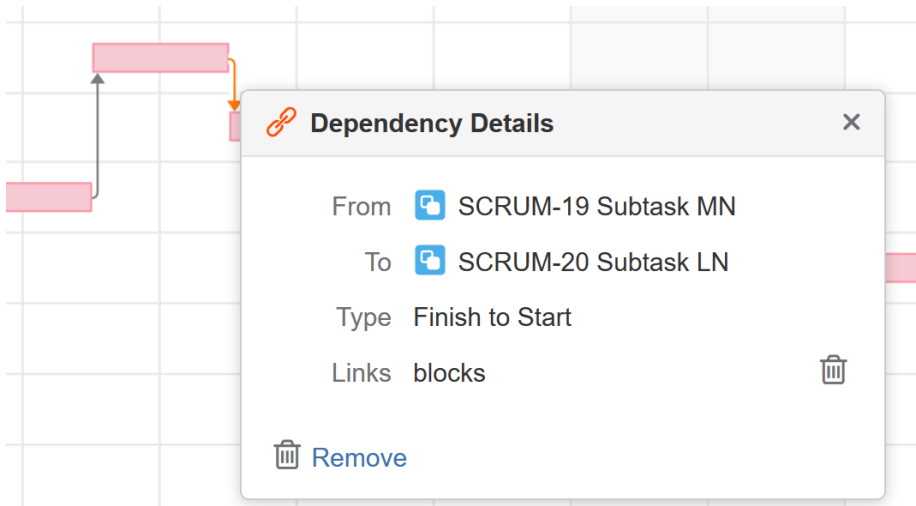 Dependency Details
From SCRUM-19 Subtask MN
To SCRUM-20 Subtask LN
Type Finish to Start
Links blocks
Remove